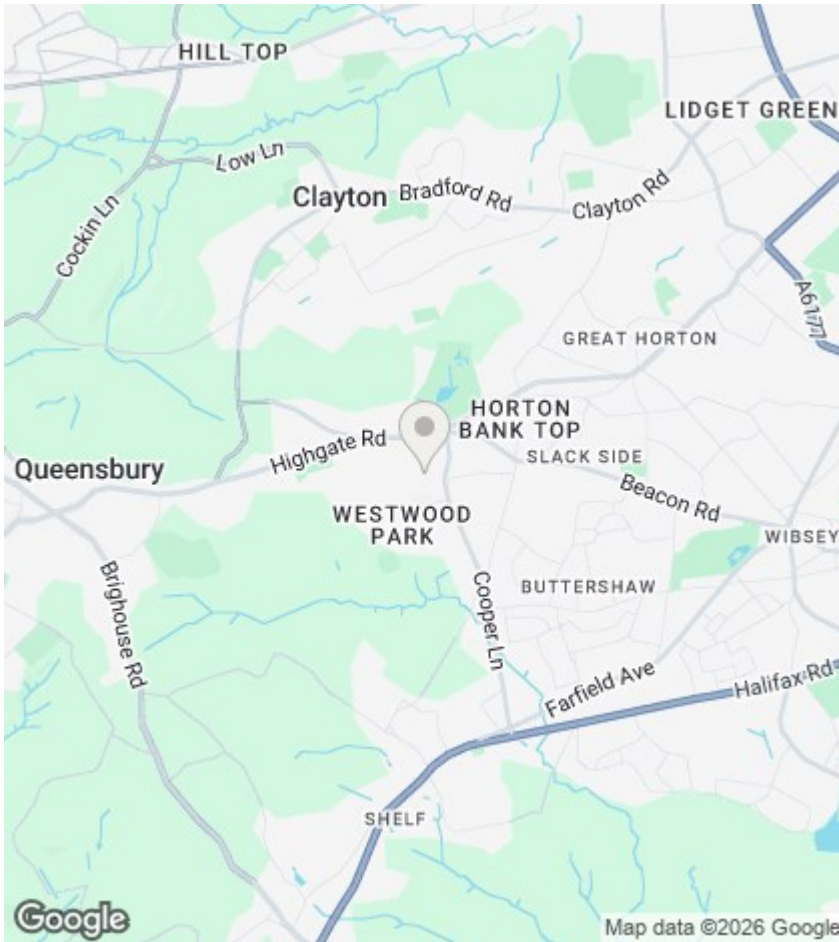 HILL TOP
LIDGET GREEN
Low Ln
Clayton
Bradford Rd
Clayton Rd
Cockin Ln
A6177
GREAT HORTON
HORTON
BANK TOP
Highgate Rd
SLACK SIDE
Queensbury
Beacon Rd
WESTWOOD
PARK
WIBSEY
BUTTERSHAW
Brighouse Rd
Cooper Ln
Farfield Ave
Halifax Rd
SHELF
Google
Map data ©2026 Google